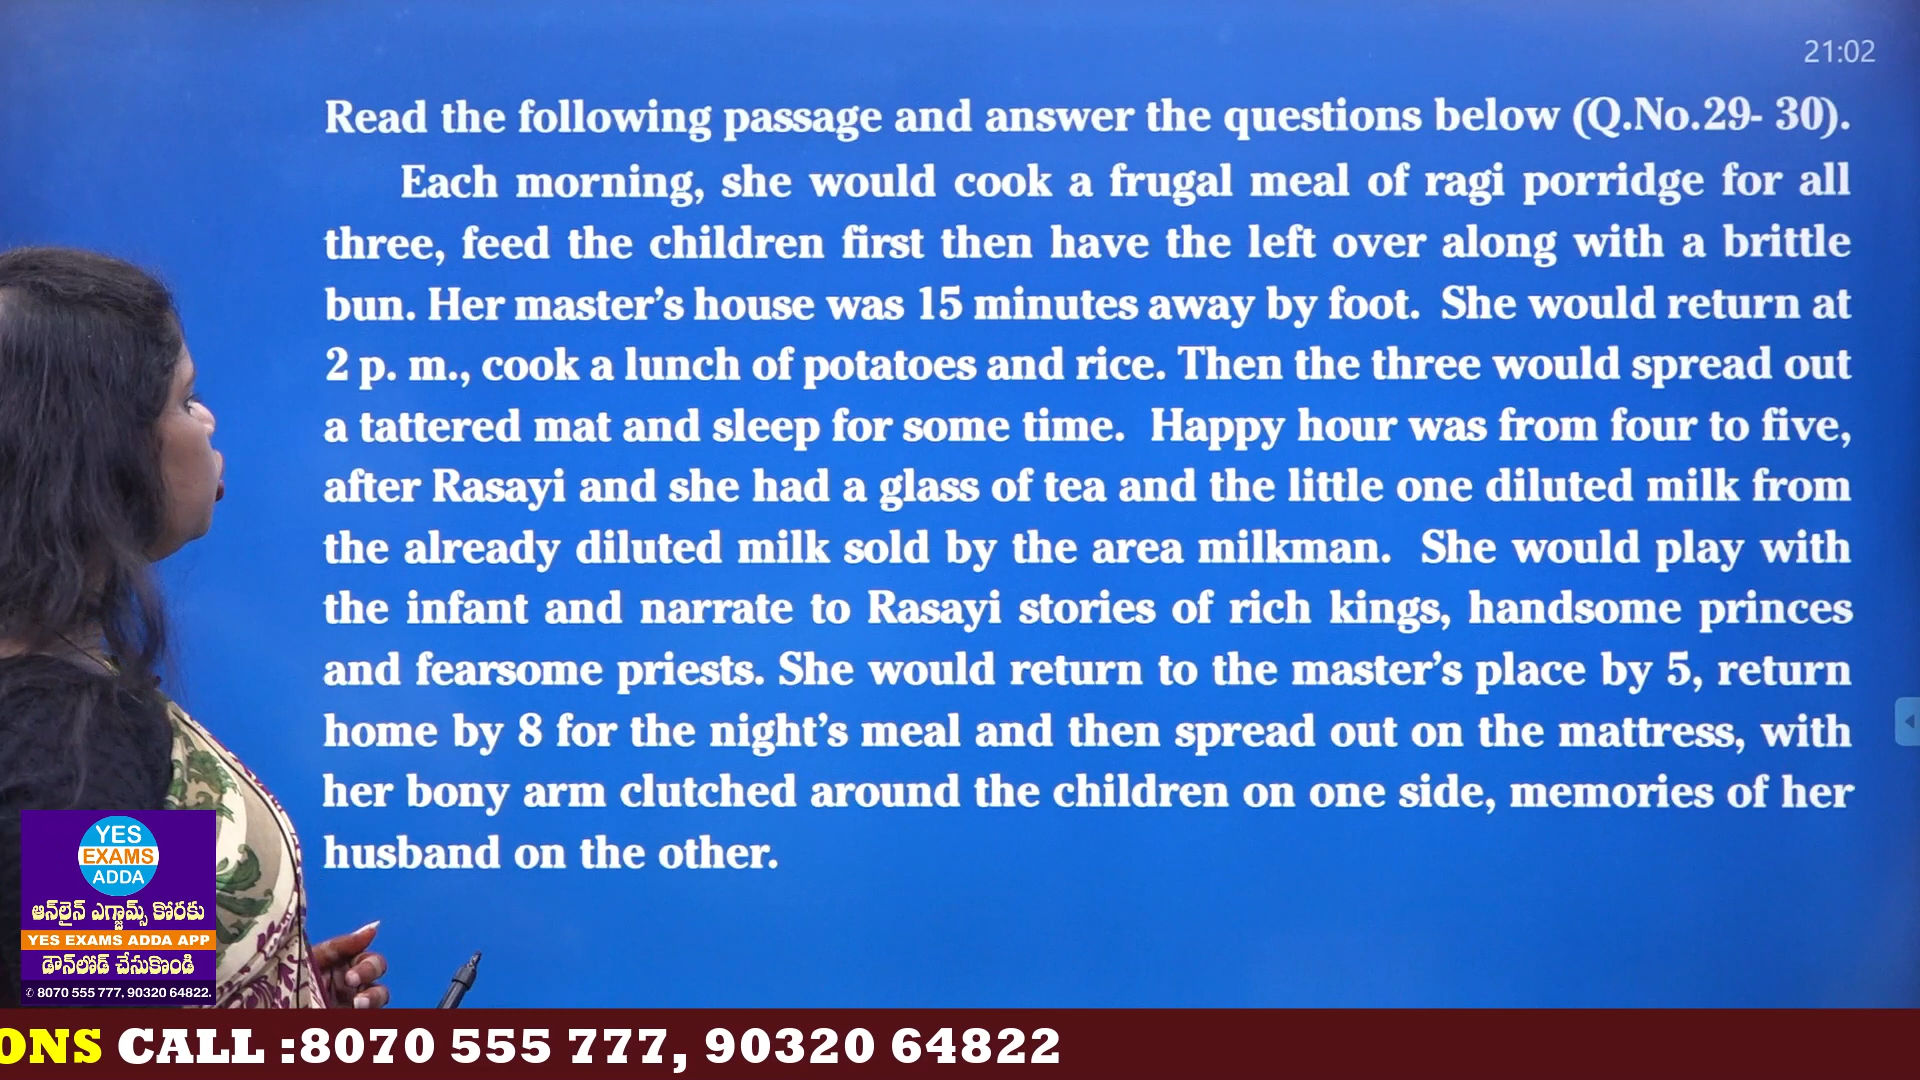 21:02
Read the following passage and answer the questions below (Q.No.29- 30).
Each morning, she would cook a frugal meal of ragi porridge for all
three, feed the children first then have the left over along with a brittle
bun. Her master's house was 15 minutes away by foot. She would return at
2 p. m., cook a lunch of potatoes and rice. Then the three would spread out
a tattered mat and sleep for some time. Happy hour was from four to five,
after Rasayi and she had a glass of tea and the little one diluted milk from
the already diluted milk sold by the area milkman. She would play with
the infant and narrate to Rasayi stories of rich kings, handsome princes
and fearsome priests. She would return to the master's place by 5, return
home by 8 for the night's meal and then spread out on the mattress, with
her bony arm clutched around the children on one side, memories of her
husband on the other.
YES
EXAMS
ADDA
ఆన్‌లైన్ ఎగ్జామ్స్ కోరకు
YES EXAMS ADDA APP
డౌన్‌లోడ్ చేసుకొండి
✆ 8070 555 777, 90320 64822.
ONS CALL :8070 555 777, 90320 64822